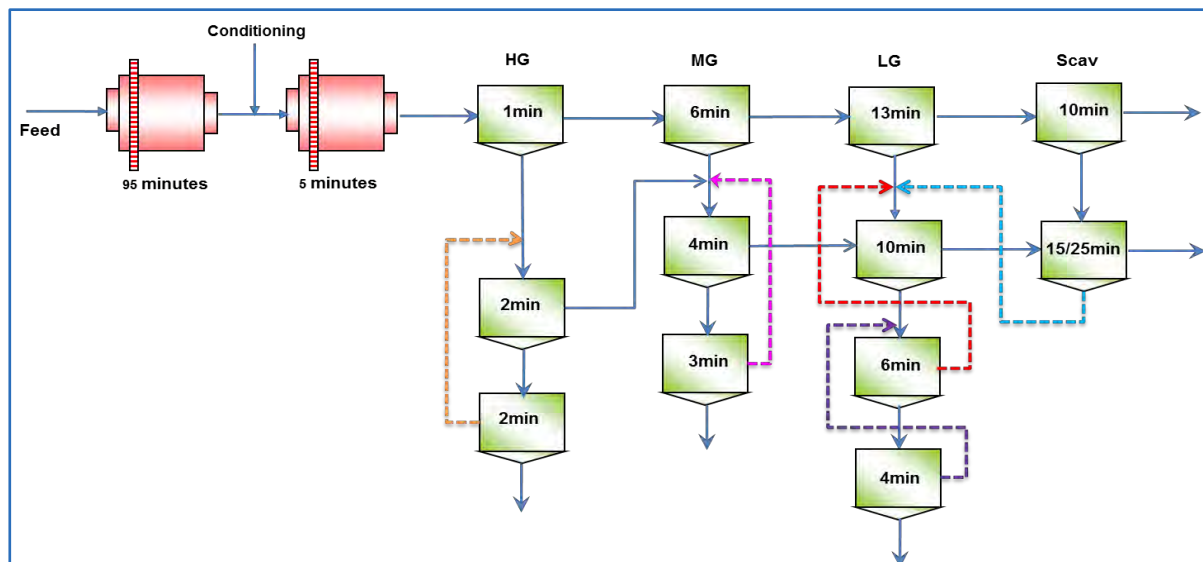 Conditioning
HG
MG
LG
Scav
Feed
95 minutes
5 minutes
1min
6min
13min
10min
4min
10min
15/25min
2min
3min
6min
2min
4min